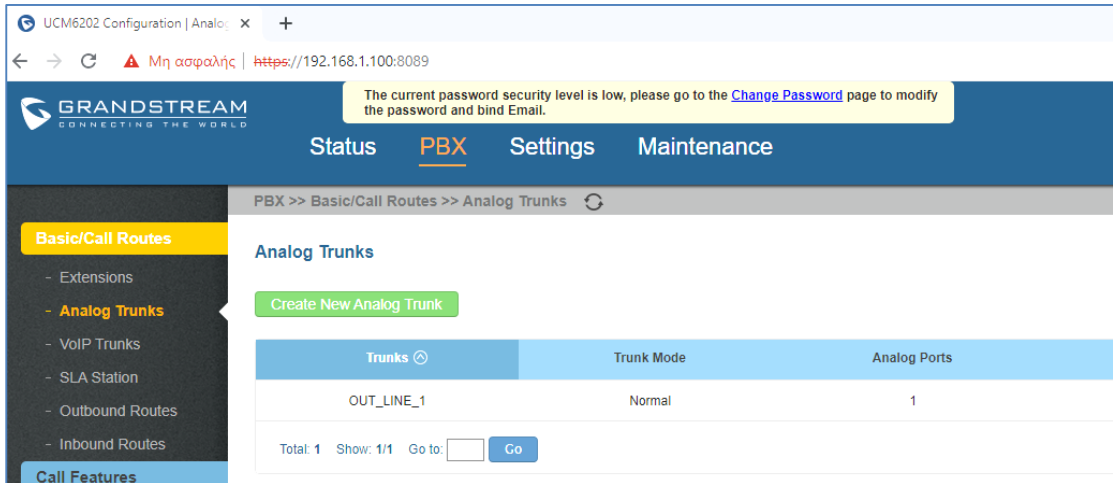 UCM6202 Configuration | Analog
Μη ασφαλής | https://192.168.1.100:8089
GRANDSTREAM
CONNECTING THE WORLD
The current password security level is low, please go to the Change Password page to modify
the password and bind Email.
Status PBX Settings Maintenance
PBX >> Basic/Call Routes >> Analog Trunks
Basic/Call Routes
- Extensions
- Analog Trunks
- VoIP Trunks
- SLA Station
- Outbound Routes
- Inbound Routes
Call Features
Analog Trunks
Create New Analog Trunk
Trunks Trunk Mode Analog Ports
OUT_LINE_1 Normal 1
Total: 1 Show: 1/1 Go to: Go